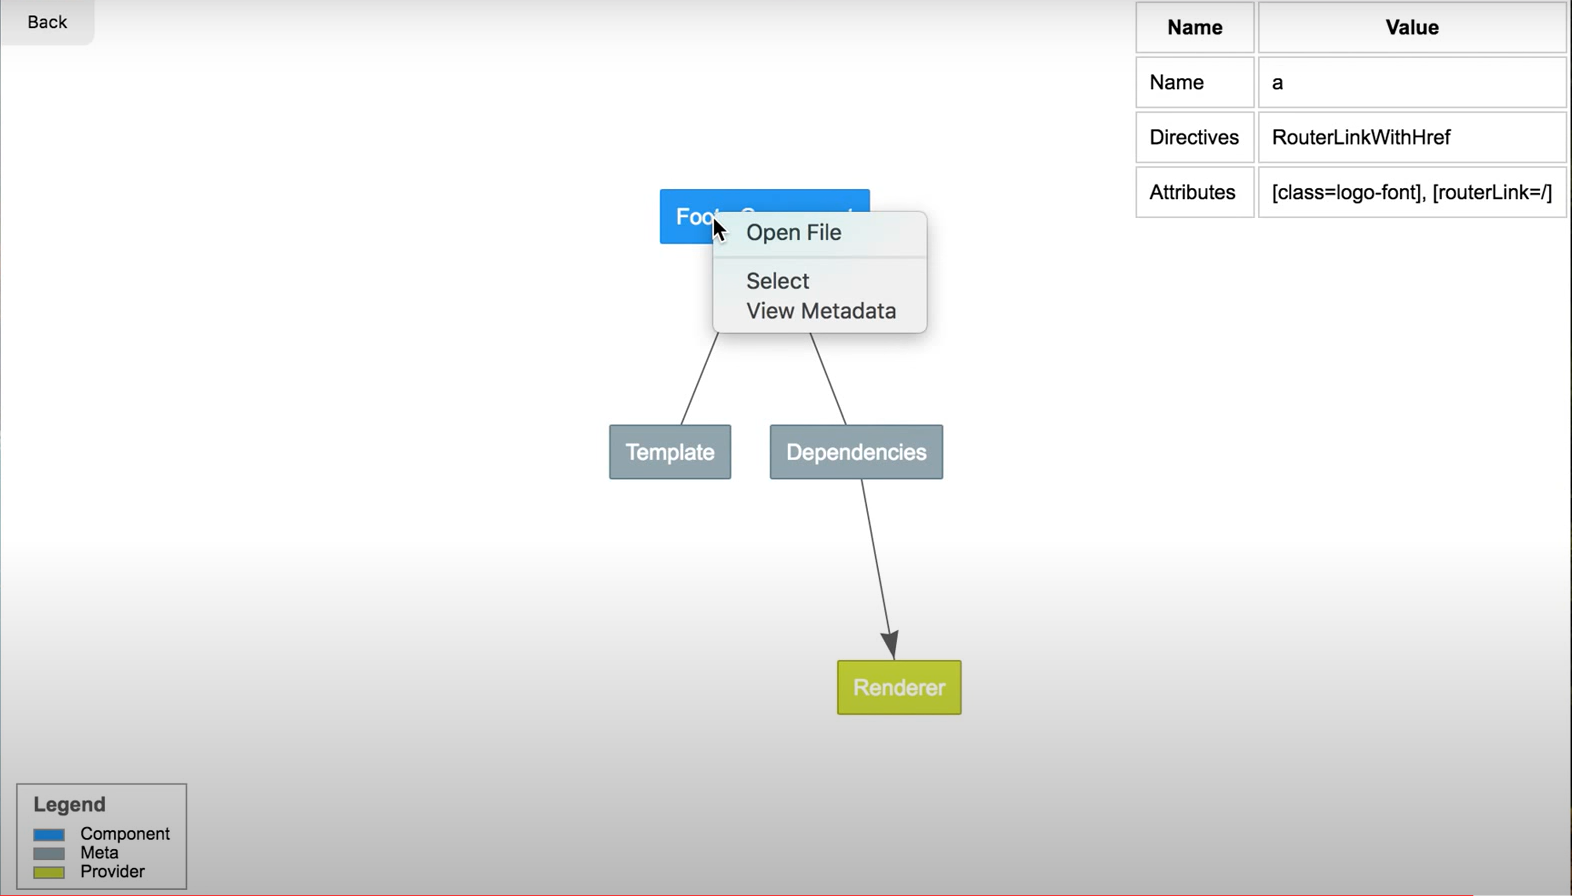 Back
Name Value
Name a
Directives RouterLinkWithHref
Attributes [class=logo-font], [routerLink=/]
Open File
Select
View Metadata
Template Dependencies
Renderer
Legend
Component
Meta
Provider